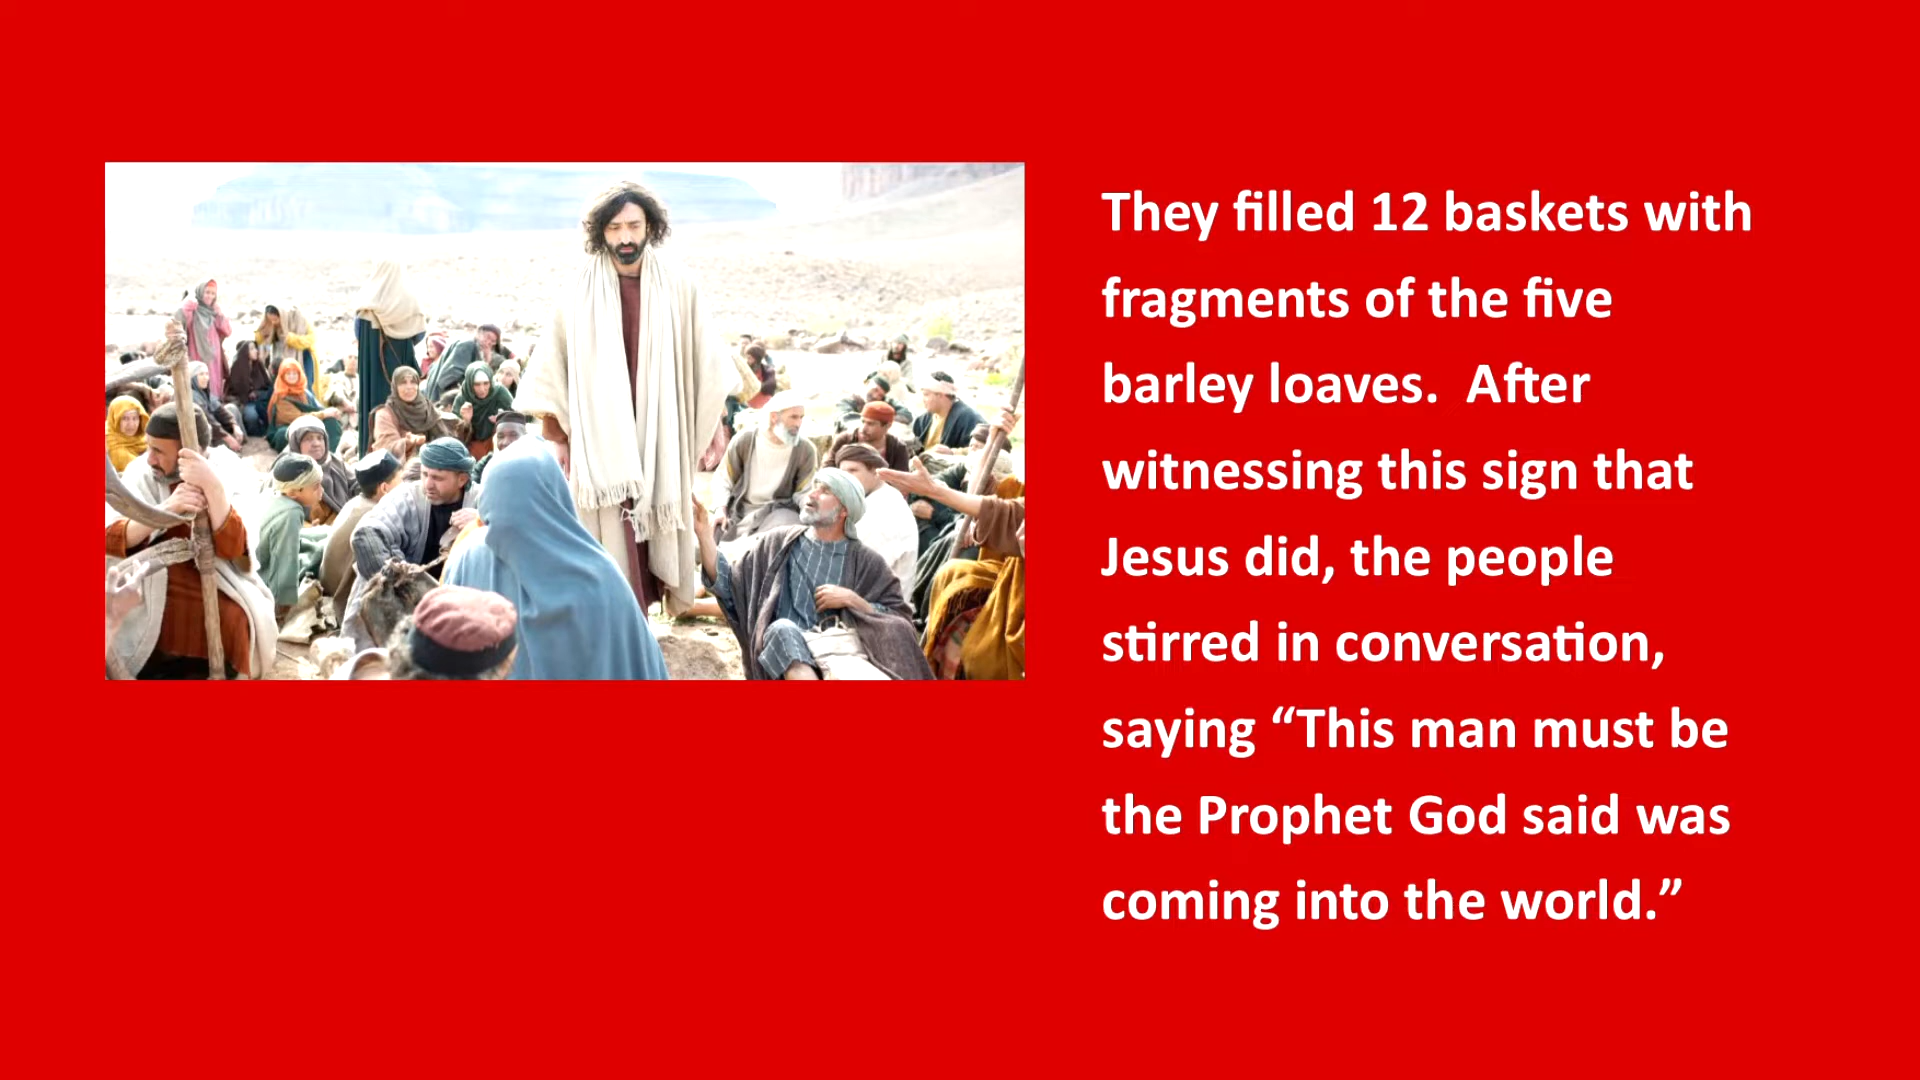 They filled 12 baskets with
fragments of the five
barley loaves.  After
witnessing this sign that
Jesus did, the people
stirred in conversation,
saying “This man must be
the Prophet God said was
coming into the world.”